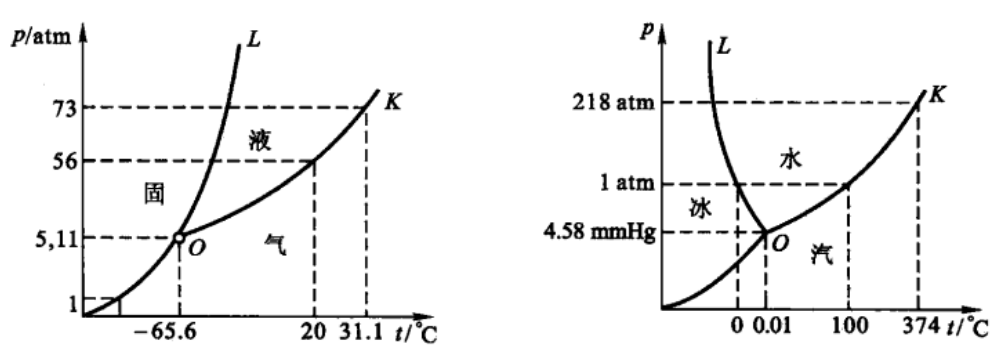 p/atm
L
K
73
液
56
固
5,11
O
气
1
-65.6
20
31.1
t/°C
p
L
K
218 atm
水
1 atm
冰
4.58 mmHg
O
汽
0
0.01
100
374
t/°C